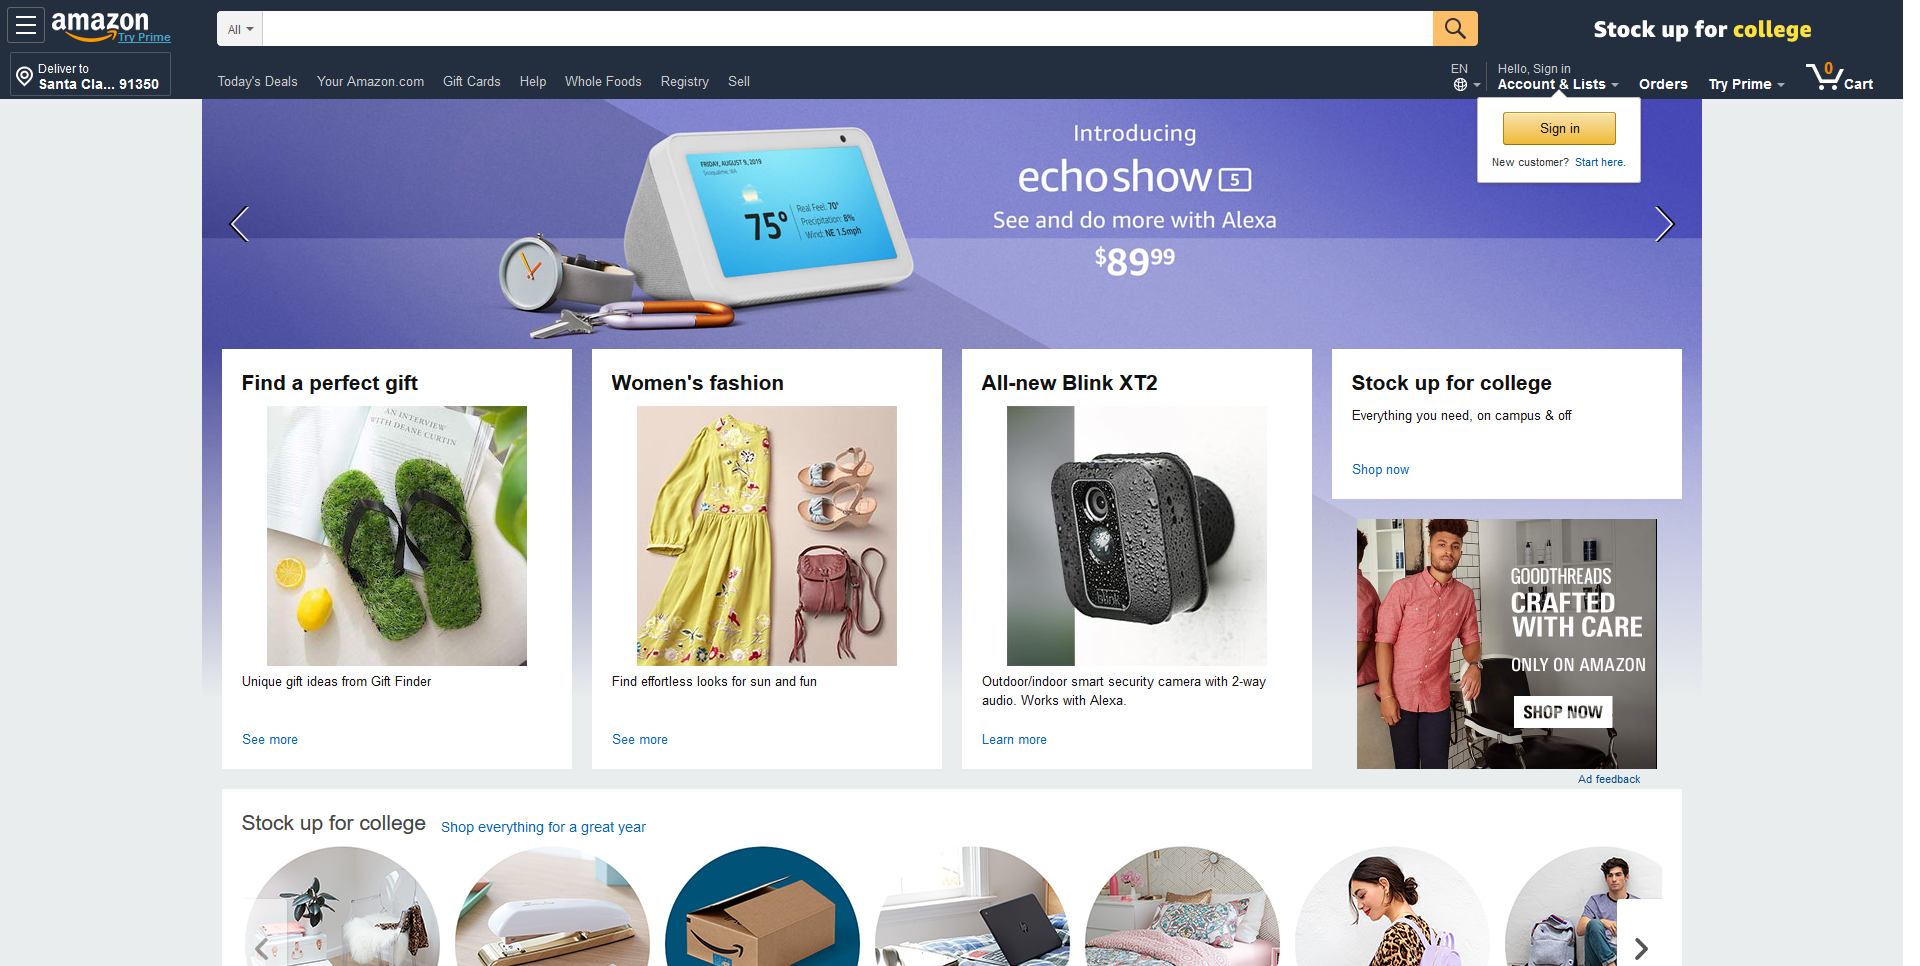 amazon
Try Prime
All
Stock up for college
Deliver to
Santa Cla... 91350
Today's Deals
Your Amazon.com
Gift Cards
Help
Whole Foods
Registry
Sell
EN
Hello, Sign in
Account & Lists
Orders
Try Prime
0
Cart
Sign in
New customer? Start here.
Introducing
echo show 5
See and do more with Alexa
$89.99
FRIDAY, AUGUST 9, 2019
Snoqualmie, WA
75°
Real Feel: 70°
Precipitation: 8%
Wind: NE 1.5mph
Find a perfect gift
AN INTERVIEW
WITH DEANE CURTIN
Unique gift ideas from Gift Finder
See more
Women's fashion
Find effortless looks for sun and fun
See more
All-new Blink XT2
blink
Outdoor/indoor smart security camera with 2-way
audio. Works with Alexa.
Learn more
Stock up for college
Everything you need, on campus & off
Shop now
GOODTHREADS
CRAFTED
WITH CARE
ONLY ON AMAZON
SHOP NOW
Ad feedback
Stock up for college
Shop everything for a great year